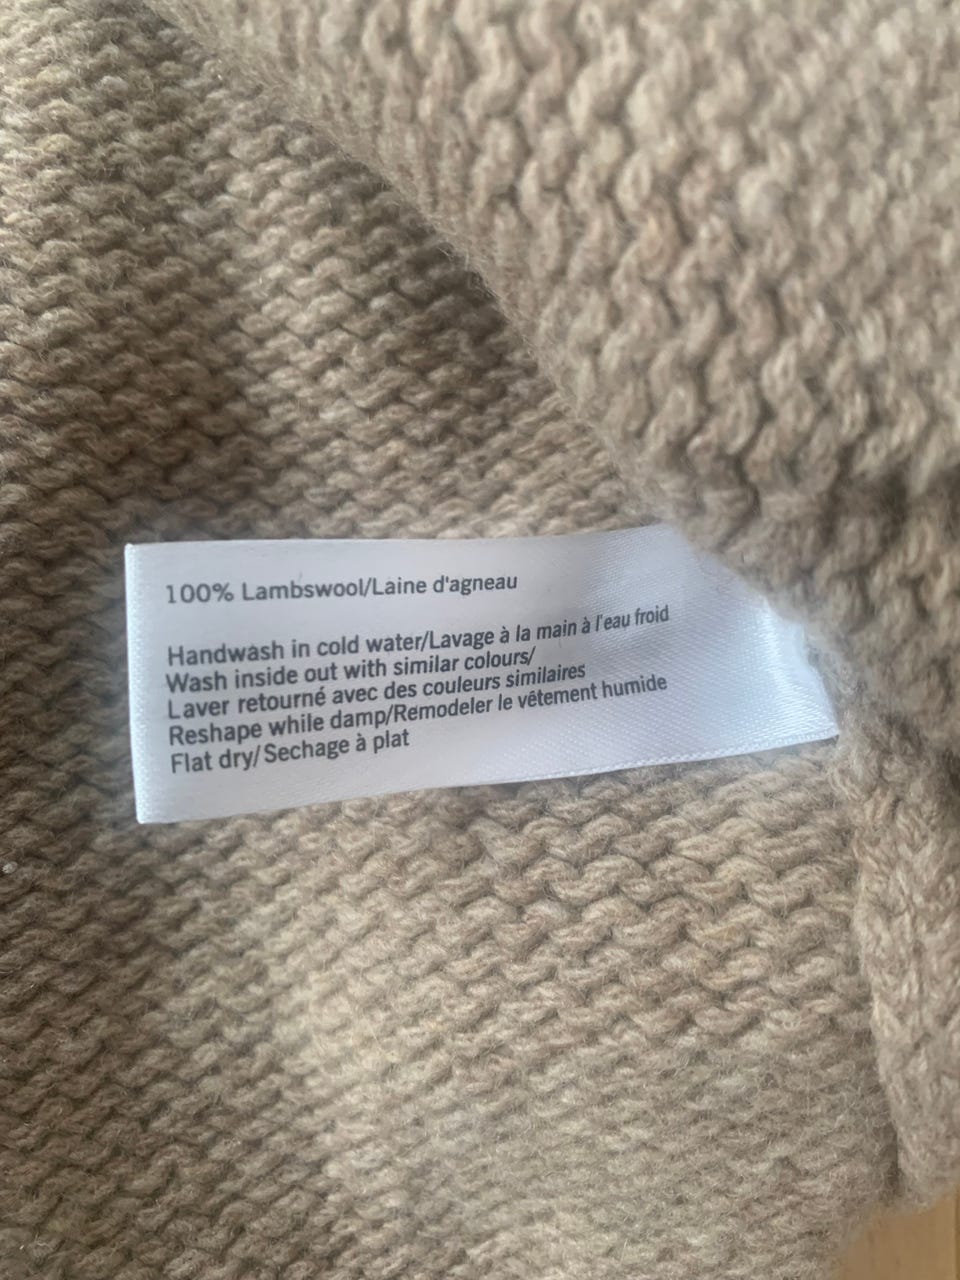 100% Lambswool/Laine d'agneau
Handwash in cold water/Lavage à la main à l'eau froid
Wash inside out with similar colours/
Laver retourné avec des couleurs similaires
Reshape while damp/Remodeler le vêtement humide
Flat dry/Sechage à plat